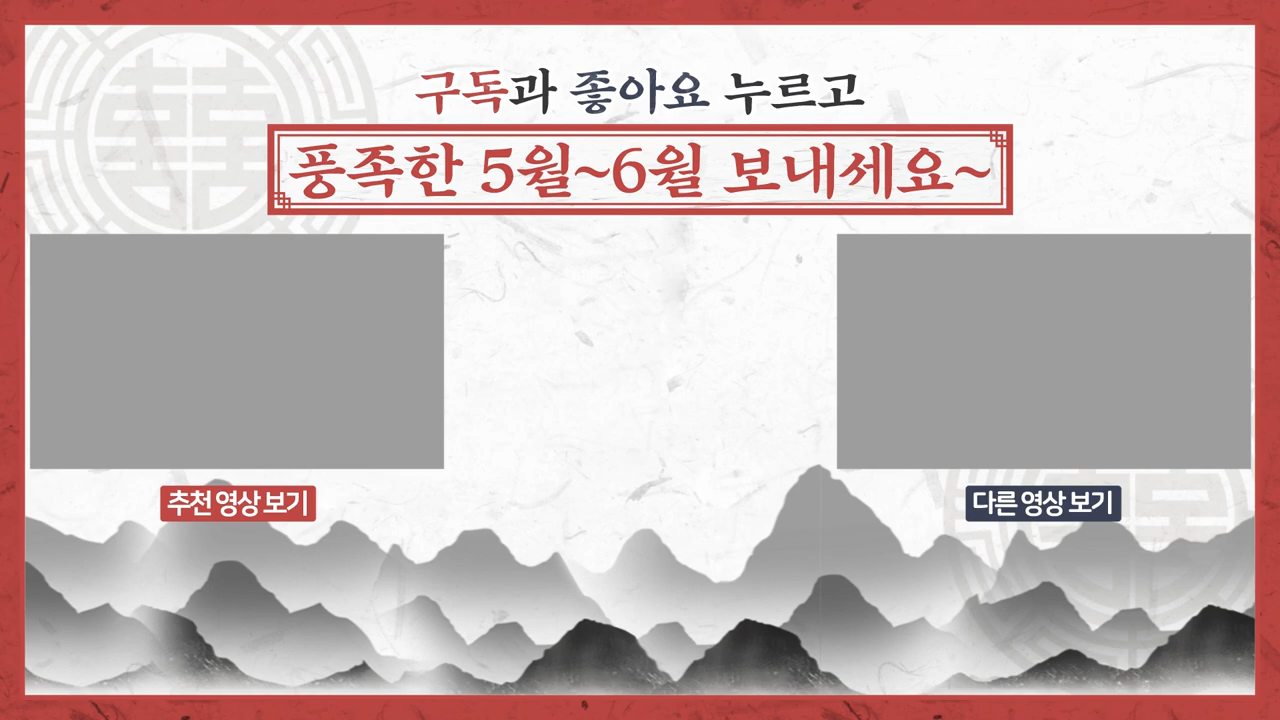 구독과 좋아요 누르고
풍족한 5월~6월 보내세요~
추천 영상 보기
다른 영상 보기